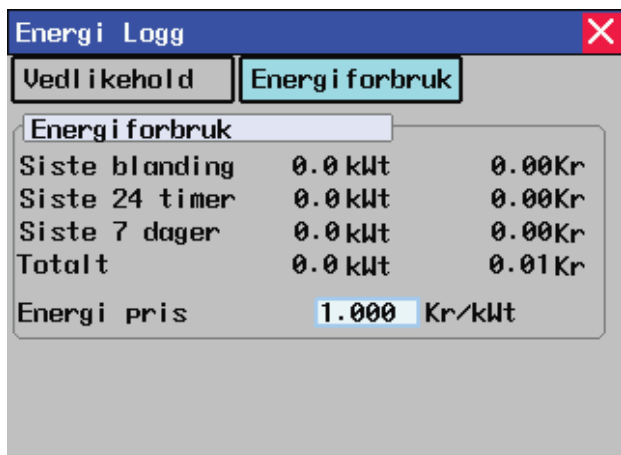 Energi Logg
Vedlikehold Energiforbruk
Energiforbruk
Siste blanding 0.0 kWt 0.00Kr
Siste 24 timer 0.0 kWt 0.00Kr
Siste 7 dager 0.0 kWt 0.00Kr
Totalt 0.0 kWt 0.01Kr
Energi pris 1.000 Kr/kWt